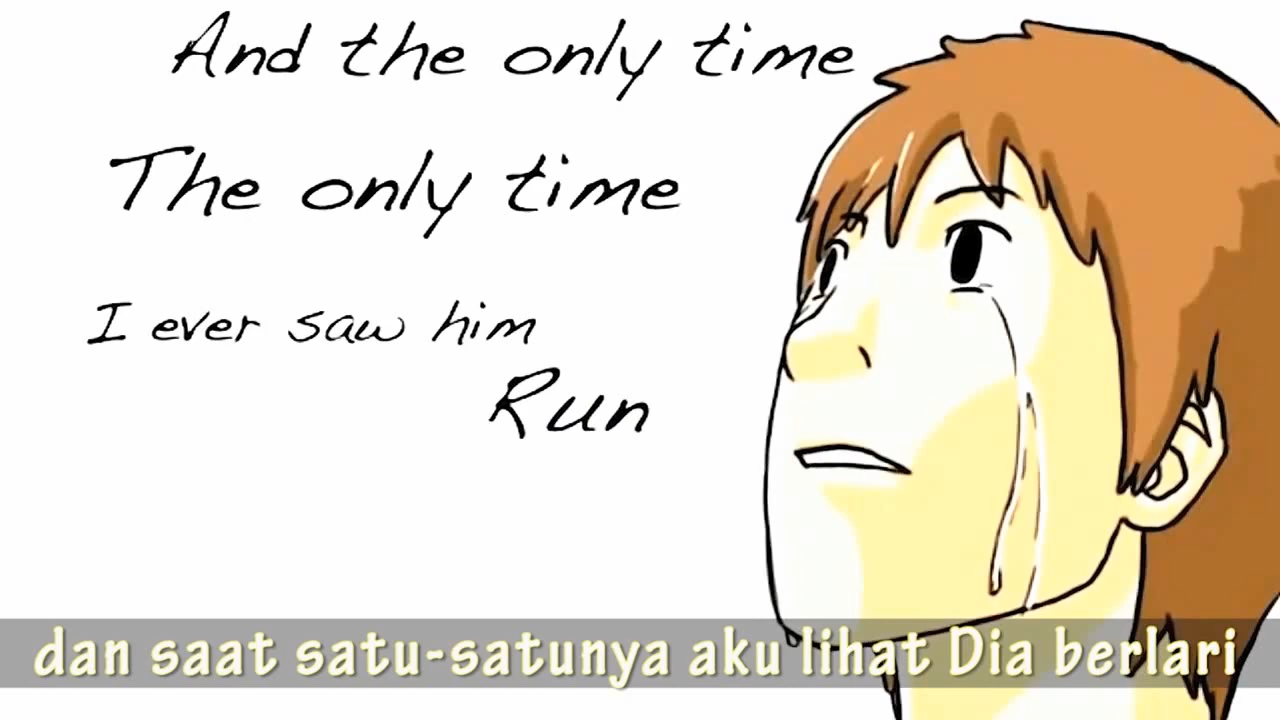 And the only time
The only time
I ever saw him
Run
dan saat satu-satunya aku lihat Dia berlari